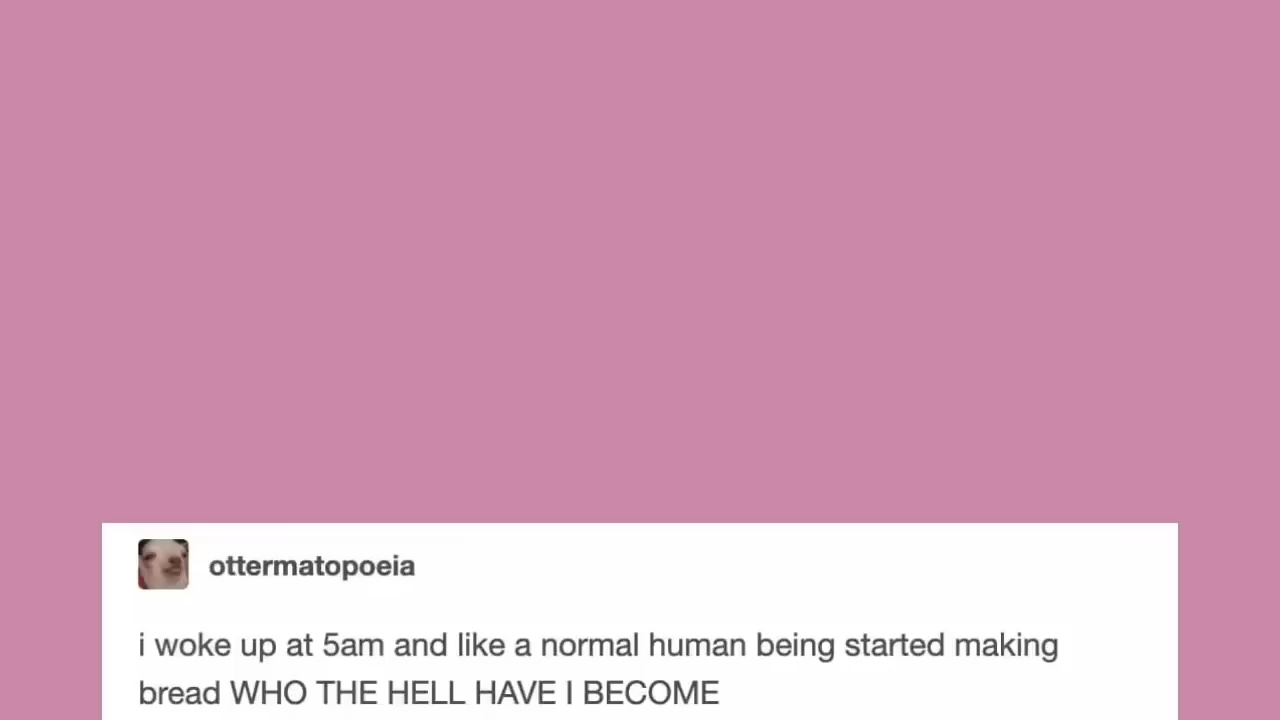 ottermatopoeia
i woke up at 5am and like a normal human being started making
bread WHO THE HELL HAVE I BECOME